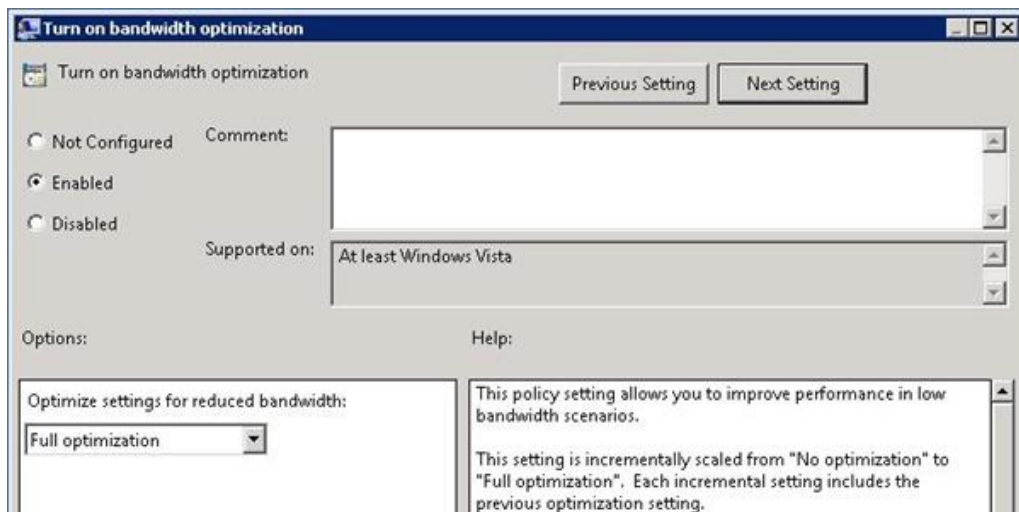 Turn on bandwidth optimization
Turn on bandwidth optimization
Previous Setting
Next Setting
Not Configured
Comment:
Enabled
Disabled
Supported on:
At least Windows Vista
Options:
Help:
Optimize settings for reduced bandwidth:
Full optimization
This policy setting allows you to improve performance in low
bandwidth scenarios.
This setting is incrementally scaled from "No optimization" to
"Full optimization".  Each incremental setting includes the
previous optimization setting.